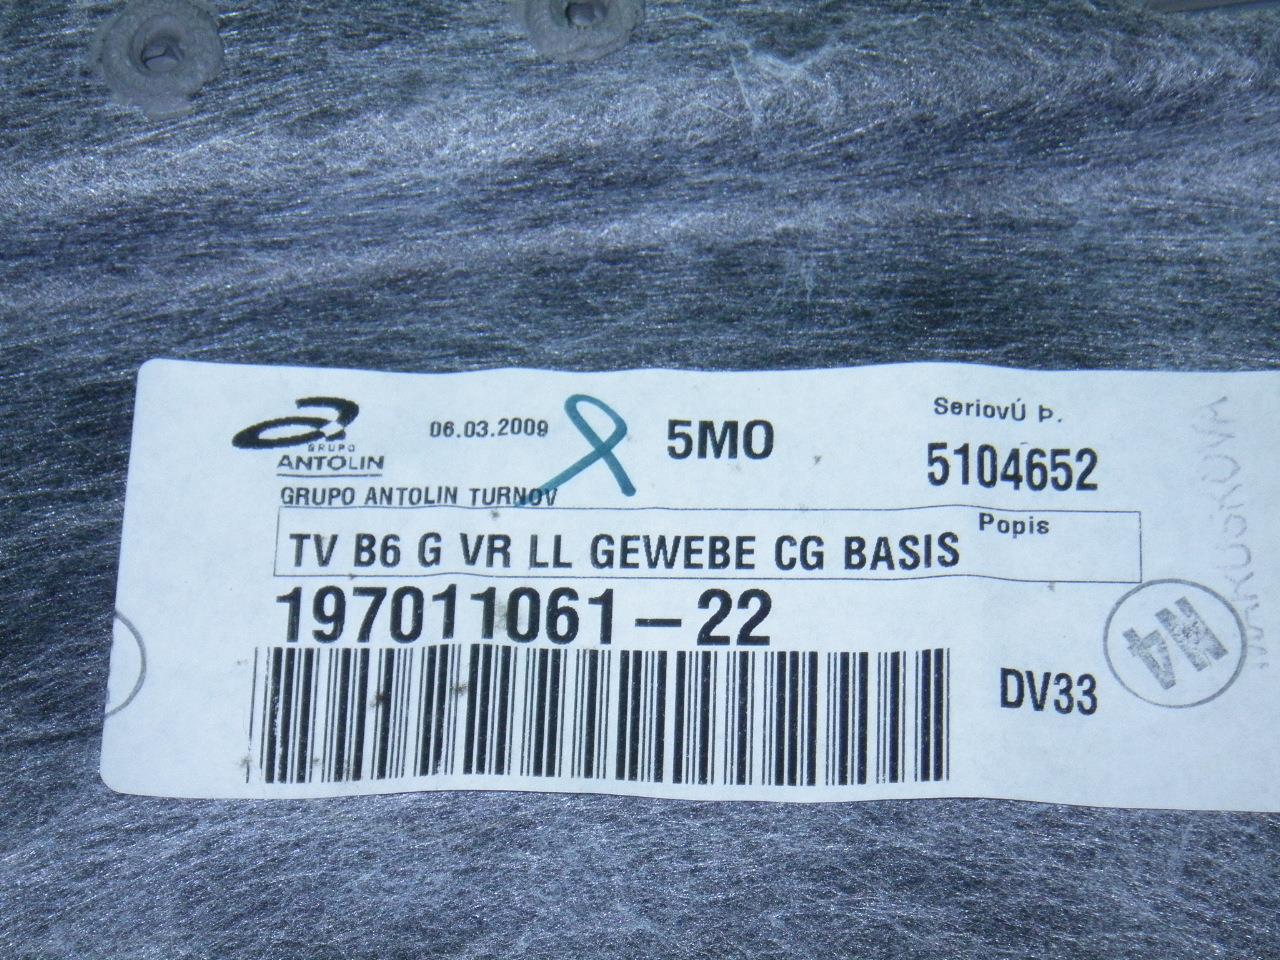 06.03.2009 5MO SeriovÚ Þ.
GRUPO
ANTOLIN
5104652
GRUPO ANTOLIN TURNOV
Popis
TV B6 G VR LL GEWEBE CG BASIS
197011061-22
DV33
H4